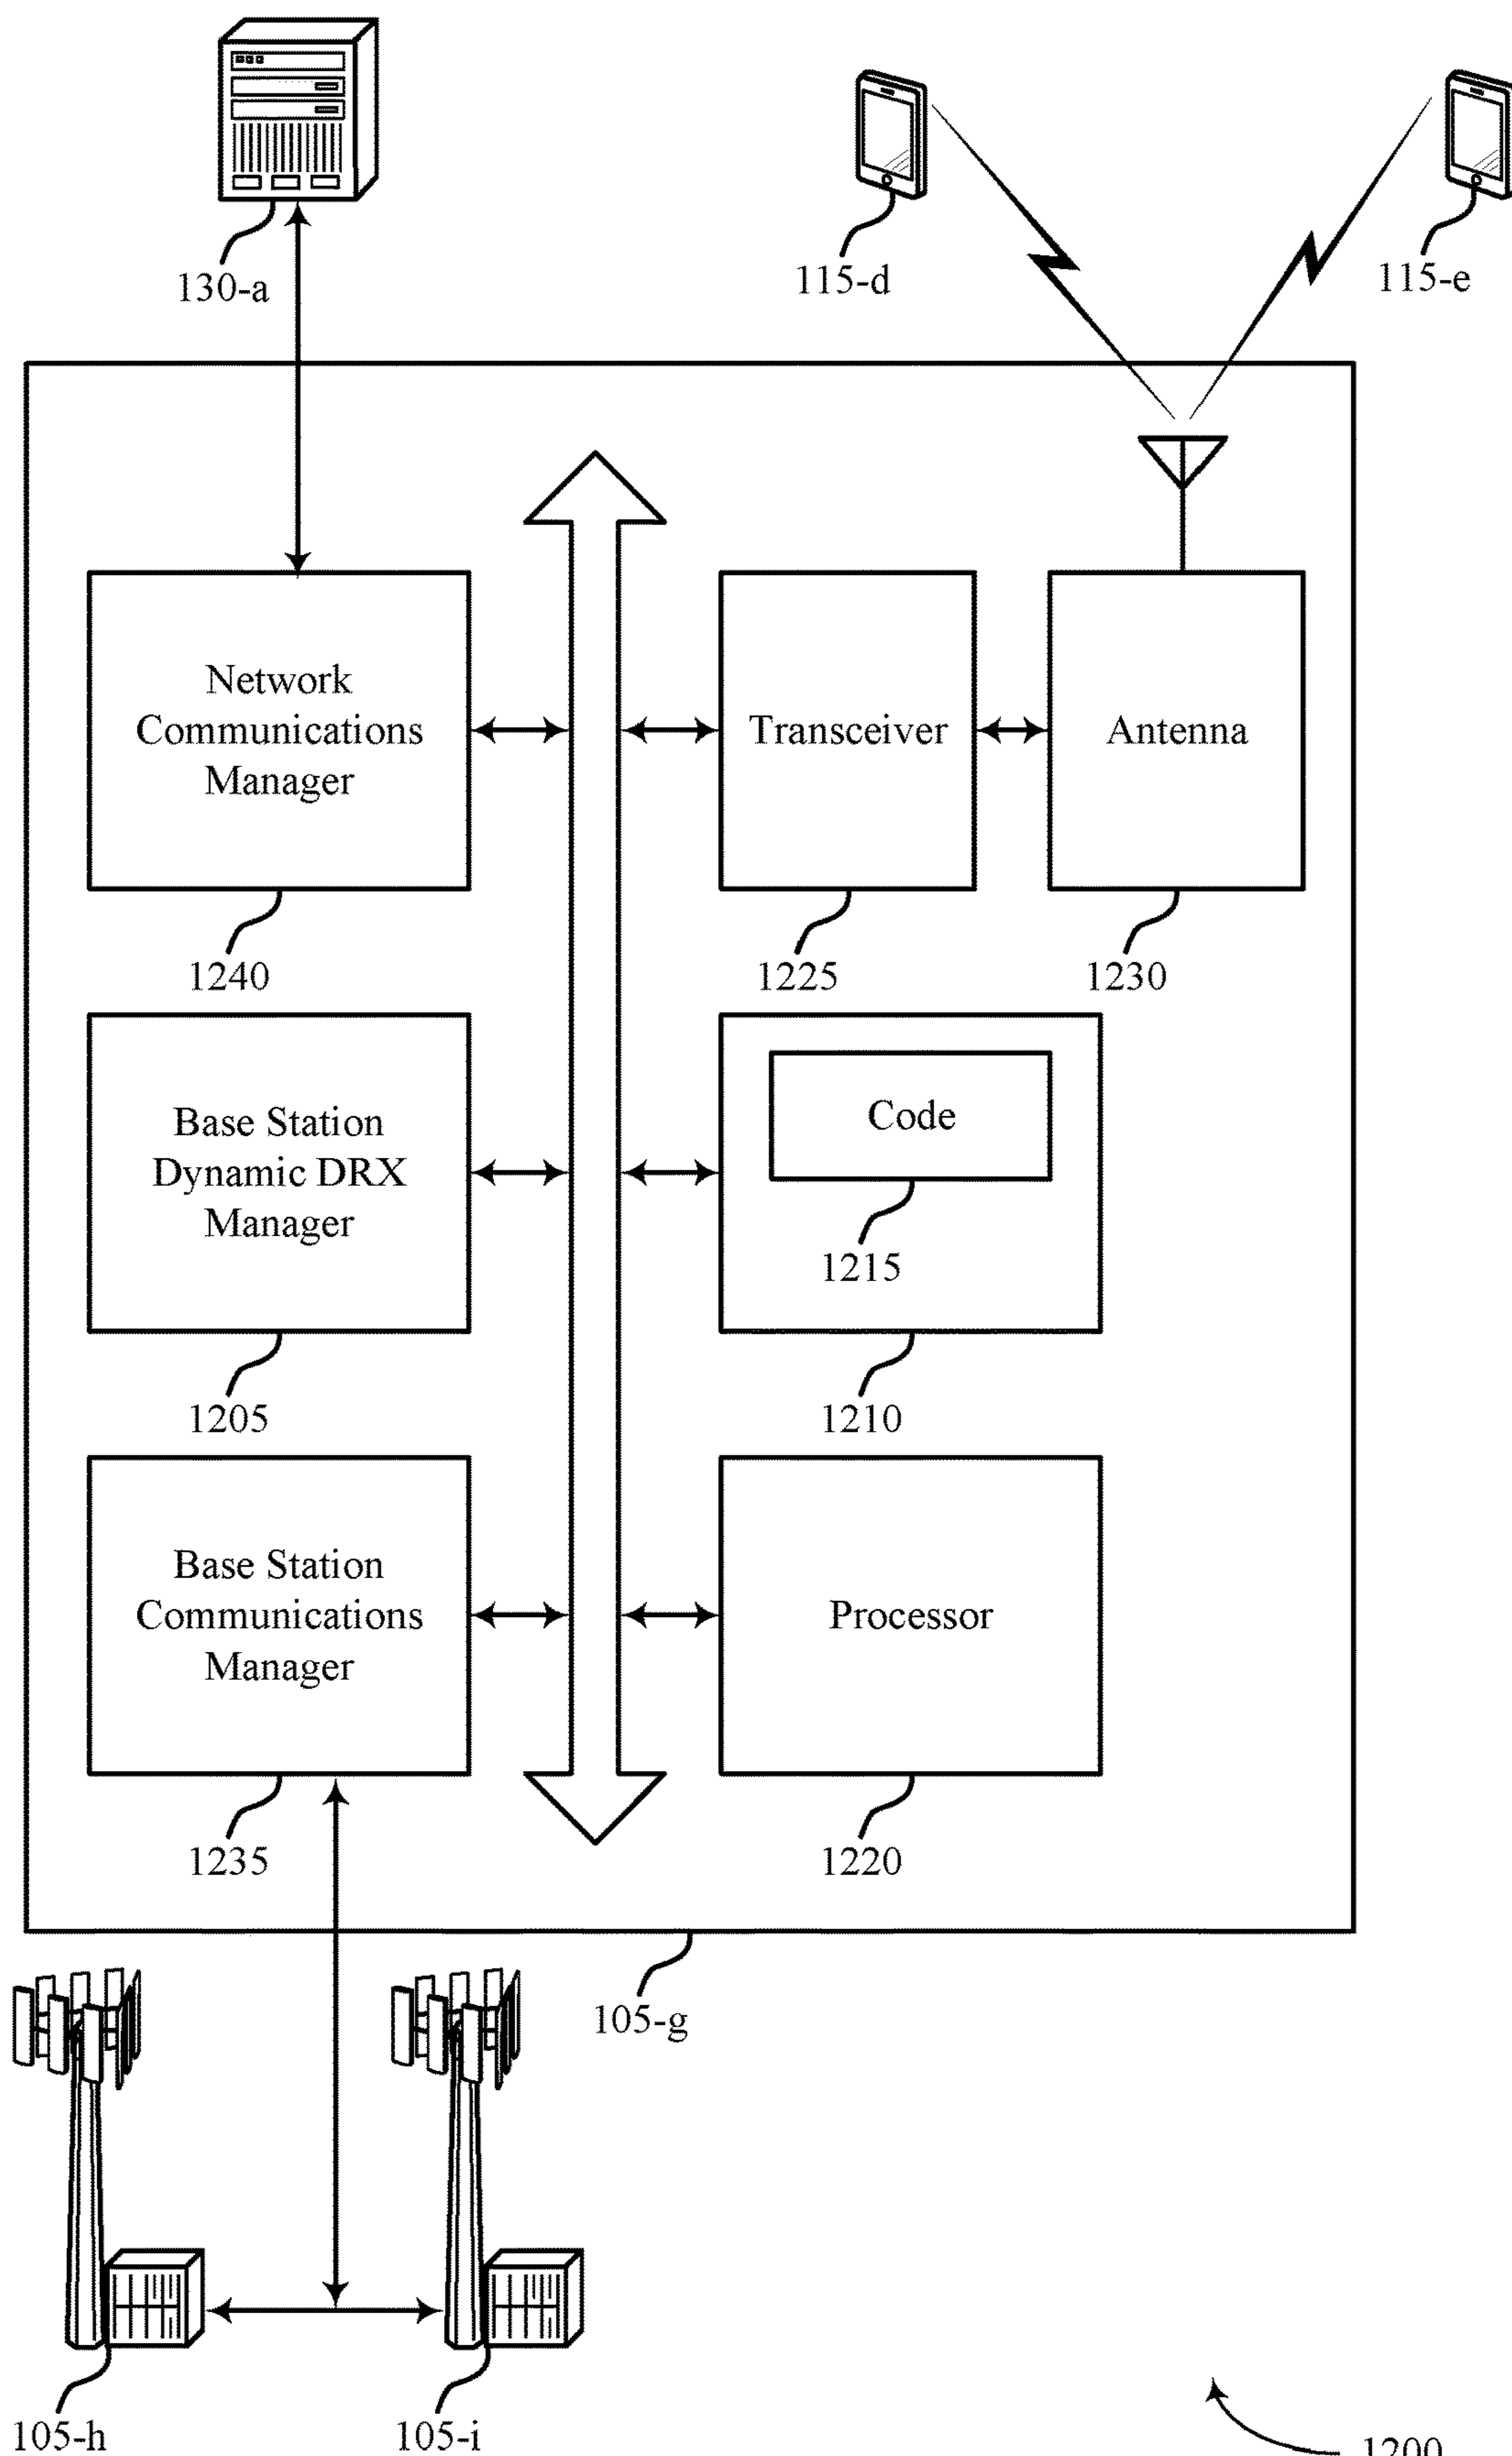 130-a
115-d
115-e
Network
Communications
Manager
Transceiver
Antenna
1240
1225
1230
Base Station
Dynamic DRX
Manager
Code
1215
1205
1210
Base Station
Communications
Manager
Processor
1235
1220
105-g
105-h
105-i
1200